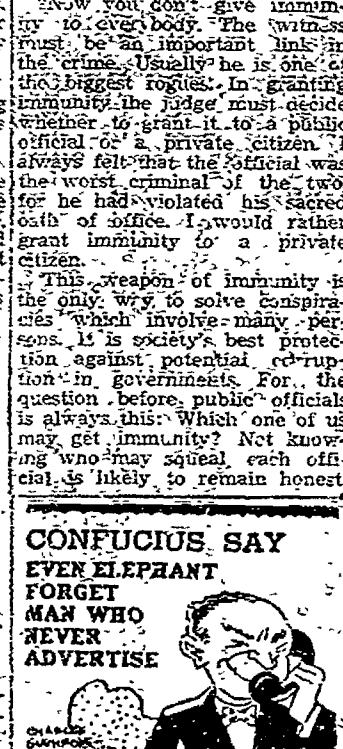 "Now you don't give immun-
ity to everybody. The witness
must be an important link in
the crime. Usually he is one of
the biggest rogues. In granting
immunity the judge must decide
whether to grant it to a public
official or a private citizen. I
always felt that the official was
the worst criminal of the two
for he had violated his sacred
oath of office. I would rather
grant immunity to a private
citizen.
This weapon of immunity is
the only way to solve conspira-
cies which involve many per-
sons. It is society's best protec-
tion against potential corrup-
tion in governments. For the
question before public officials
is always this: Which one of us
may get immunity? Not know-
ing who may squeal each offi-
cial is likely to remain honest
CONFUCIUS SAY
EVEN ELEPHANT
FORGET
MAN WHO
NEVER
ADVERTISE
CHARLES